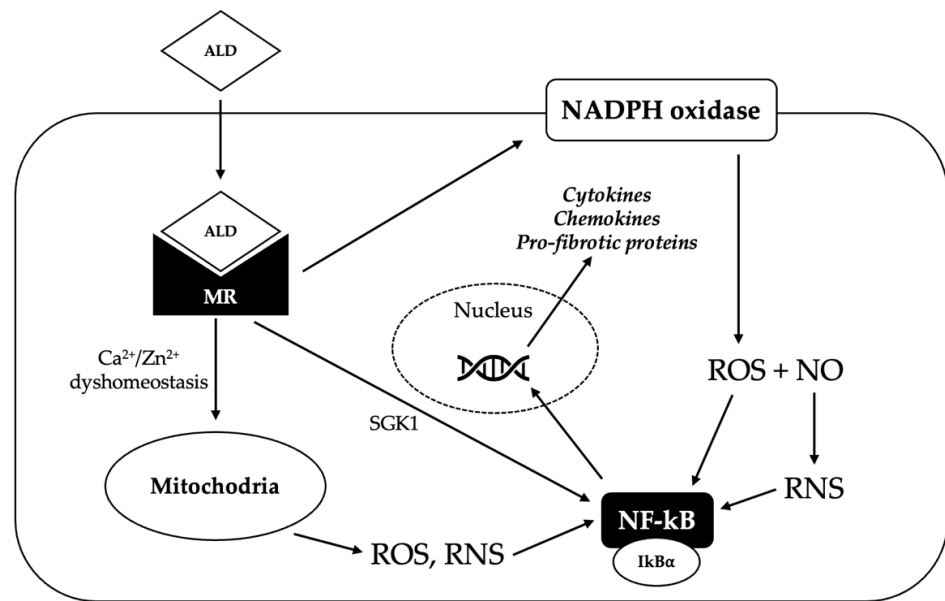 ALD
NADPH oxidase
Cytokines
Chemokines
Pro-fibrotic proteins
ALD
MR
Nucleus
Ca²⁺/Zn²⁺
dyshomeostasis
ROS + NO
SGK1
Mitochodria
RNS
NF-kB
ROS, RNS
IkBα